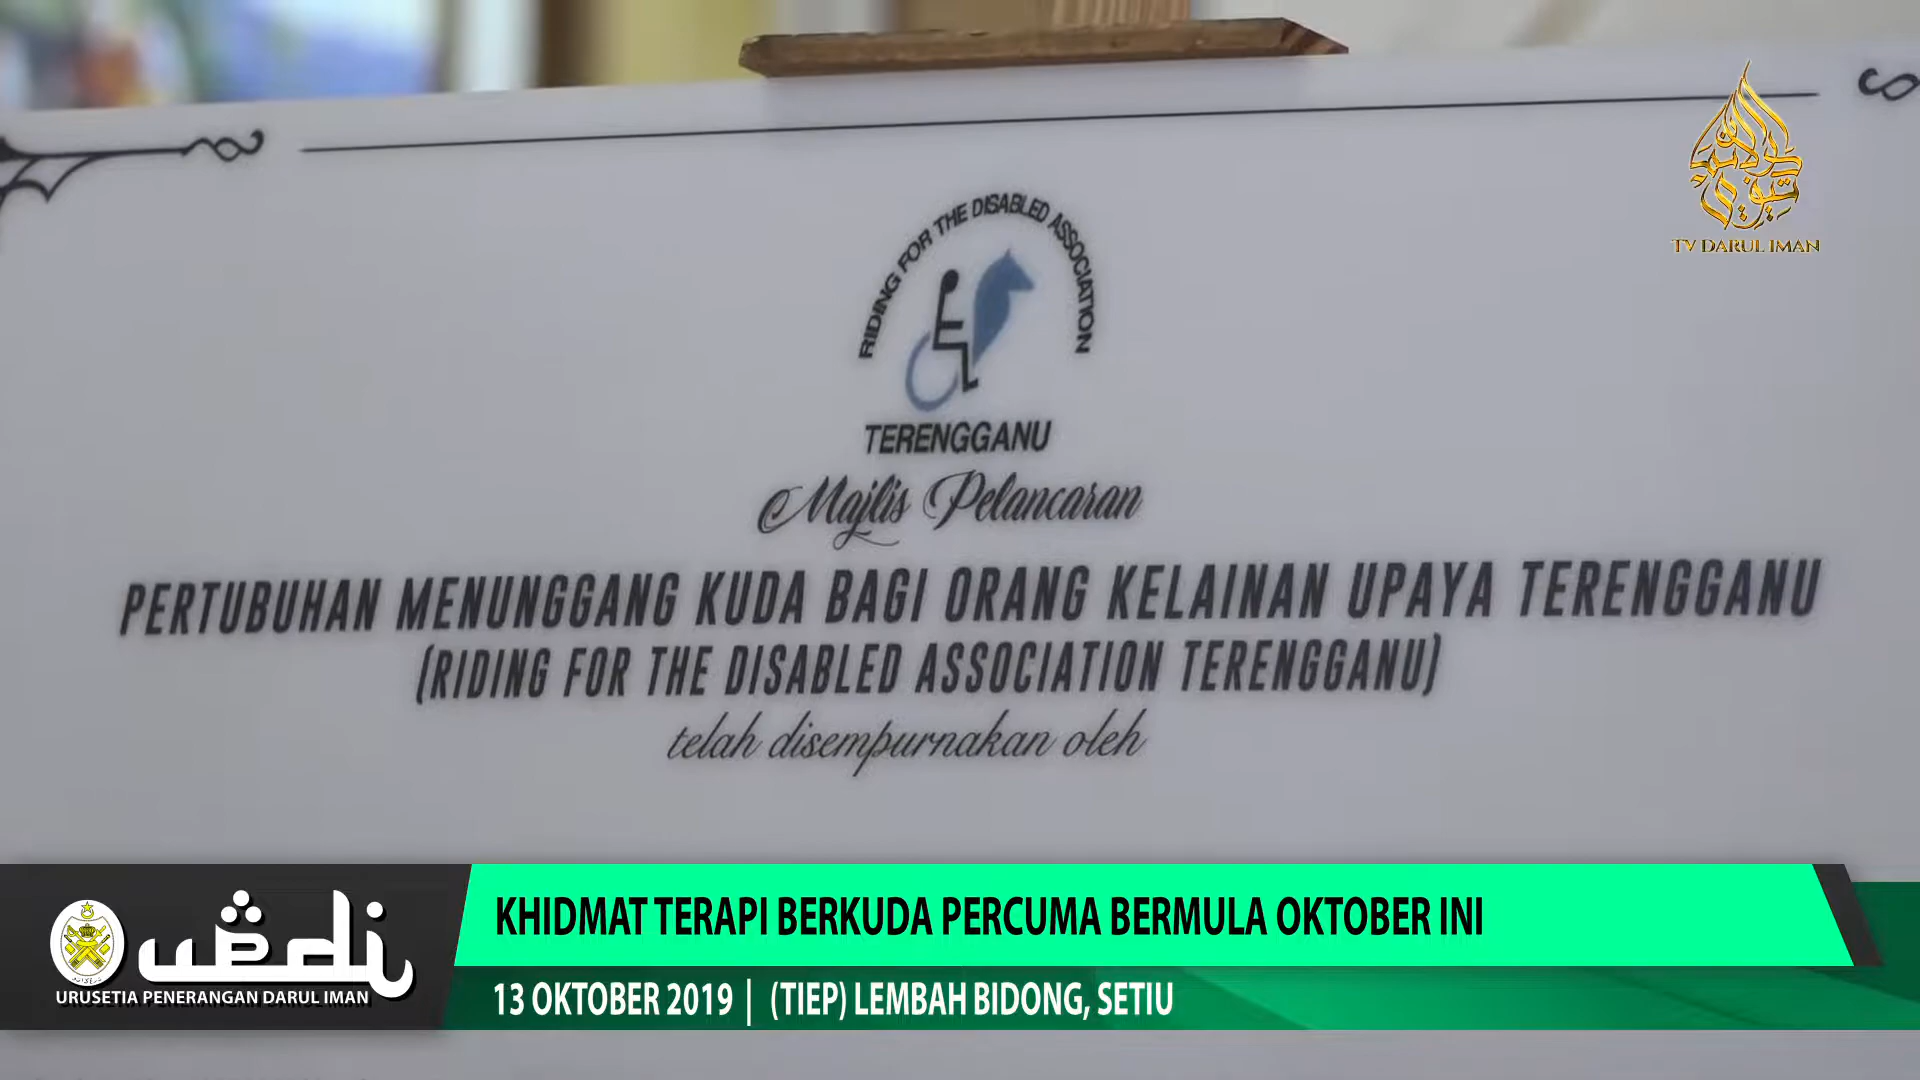 TV DARUL IMAN
RIDING FOR THE DISABLED ASSOCIATION
TERENGGANU
Majlis Pelancaran
PERTUBUHAN MENUNGGANG KUDA BAGI ORANG KELAINAN UPAYA TERENGGANU
(RIDING FOR THE DISABLED ASSOCIATION TERENGGANU)
telah disempurnakan oleh
KHIDMAT TERAPI BERKUDA PERCUMA BERMULA OKTOBER INI
URUSETIA PENERANGAN DARUL IMAN
13 OKTOBER 2019 | (TIEP) LEMBAH BIDONG, SETIU